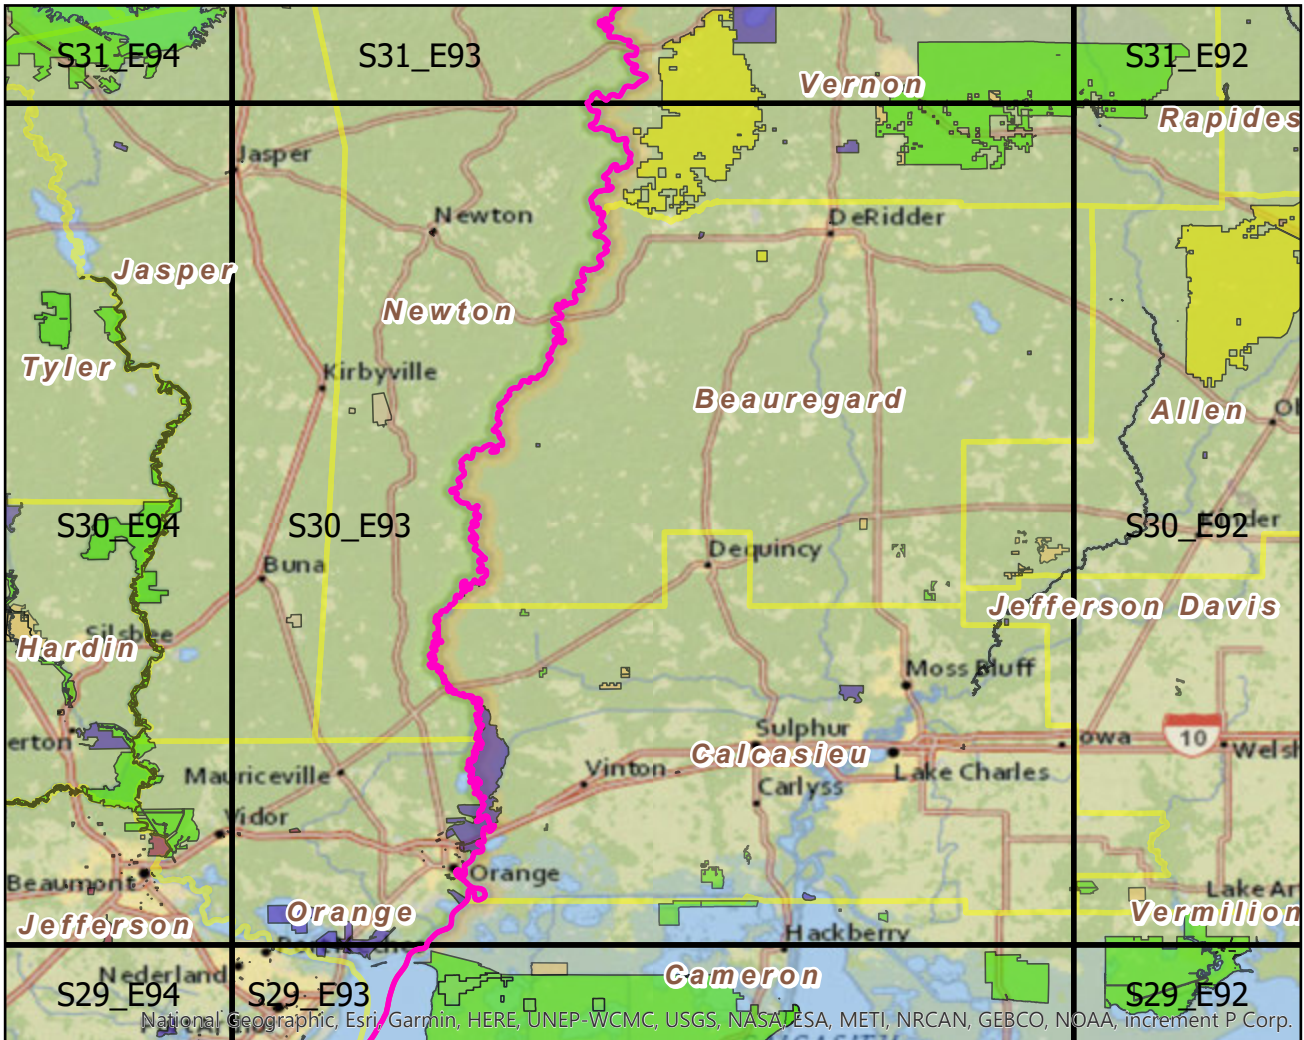 S31_E94
S31_E93
S31_E92
Vernon
Rapides
Jasper
Newton
DeRidder
Jasper
Newton
Tyler
Kirbyville
Beauregard
Allen
S30_E94
S30_E93
S30_E92
Buna
Dequincy
Jefferson Davis
Silsbee
Hardin
Moss Bluff
erton
Sulphur
Iowa
10
Welsh
Calcasieu
Mauriceville
Vinton
Lake Charles
Carlyss
Vidor
Beaumont
Orange
Lake Ar
Jefferson
Orange
Vermilion
Hackberry
Nederland
Cameron
S29_E94
S29_E93
S29_E92
National Geographic, Esri, Garmin, HERE, UNEP-WCMC, USGS, NASA, ESA, METI, NRCAN, GEBCO, NOAA, increment P Corp.